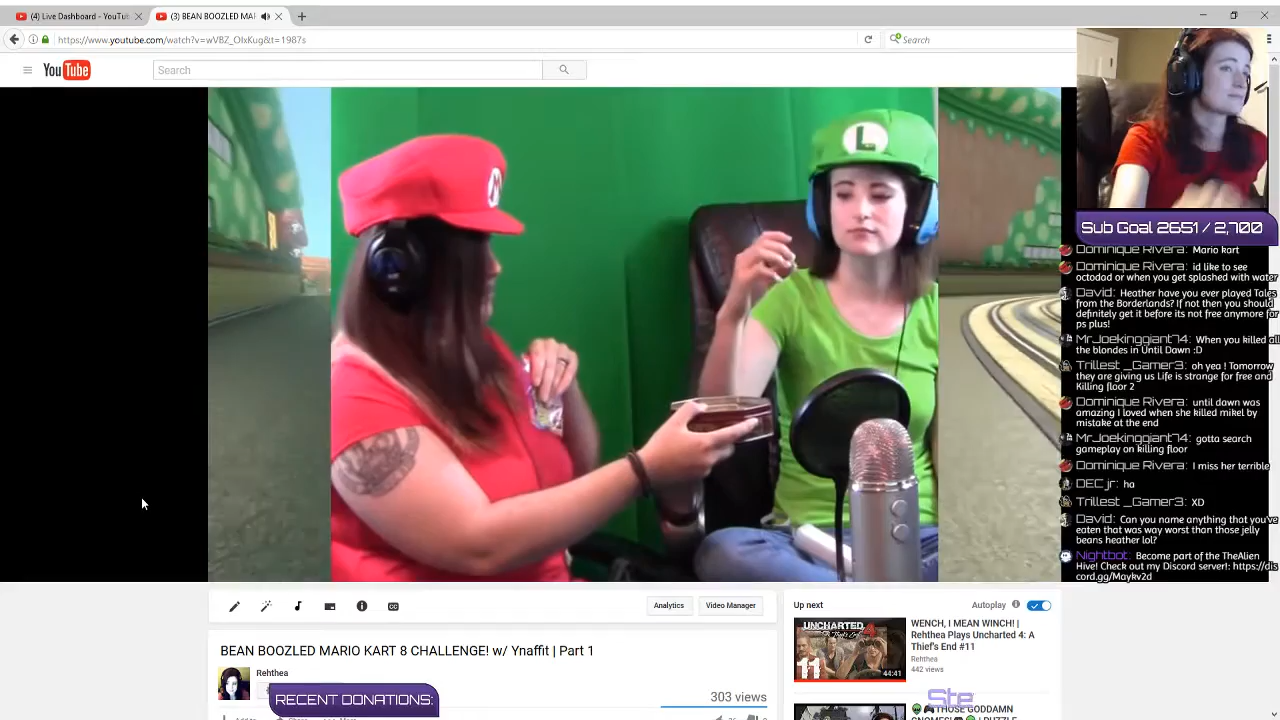 (4) Live Dashboard - YouTu
(3) BEAN BOOZLED MAR
https://www.youtube.com/watch?v=wVBZ_OIxKug&t=1987s
Search
YouTube
Search
M
L
Sub Goal 2651 / 2,700
Dominique Rivera: Mario kart
Dominique Rivera: id like to see
octodad or when you get splashed with water
David: Heather have you ever played Tales
from the Borderlands? If not then you should
definitely get it before its not free anymore for
ps plus!
MrJoekinggiant74: When you killed all
the blondes in Until Dawn :D
Trillest_Gamer3: oh yea ! Tomorrow
they are giving us Life is strange for free and
Killing floor 2
Dominique Rivera: until dawn was
amazing I loved when she killed mikel by
mistake at the end
MrJoekinggiant74: gotta search
gameplay on killing floor
Dominique Rivera: I miss her terrible
DEC jr: ha
Trillest_Gamer3: XD
David: Can you name anything that you've
eaten that was way worst than those jelly
beans heather lol?
Nightbot: Become part of the TheAlien
Hive! Check out my Discord server!: https://dis
cord.gg/Maykv2d
Analytics
Video Manager
Up next
Autoplay
BEAN BOOZLED MARIO KART 8 CHALLENGE! w/ Ynaffit | Part 1
Rehthea
RECENT DONATIONS:
303 views
UNCHARTED 4
11
44:41
WENCH, I MEAN WINCH! |
Rehthea Plays Uncharted 4: A
Thief's End #11
Rehthea
442 views
Ste
THOSE GODDAMN